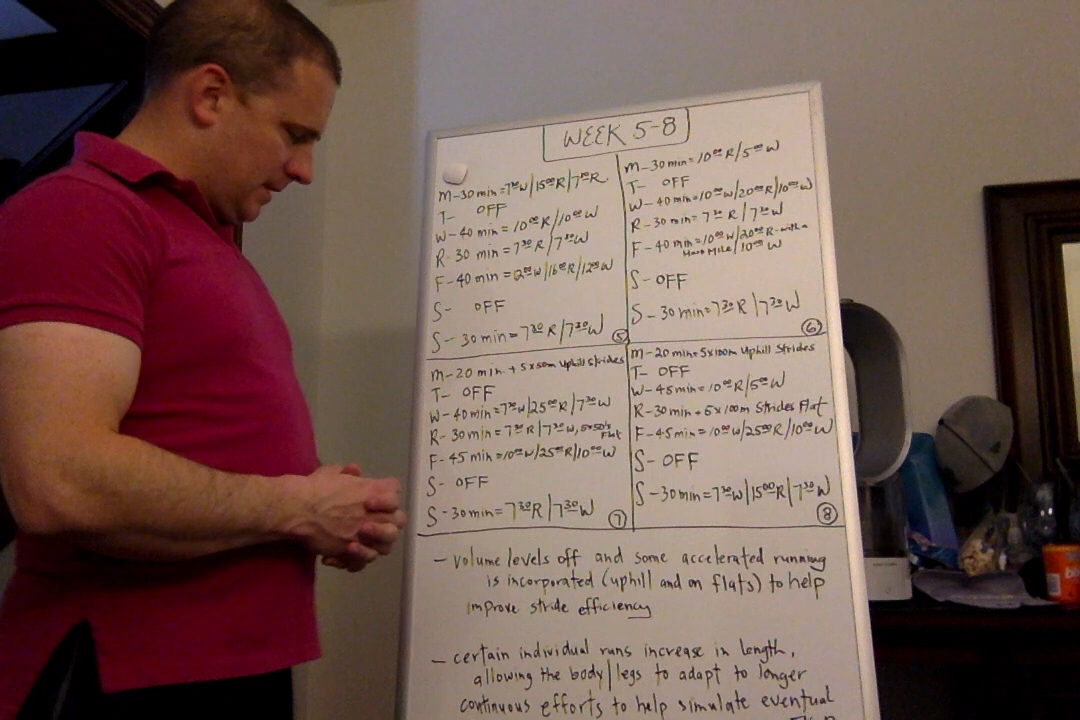 WEEK 5-8
M-30 min = 7³⁰W/15⁰⁰R/7³⁰R
T- OFF
W-40 min = 10⁰⁰R/10⁰⁰W
R-30 min = 7³⁰R/7³⁰W
F-40 min = 12⁰⁰W/16⁰⁰R/12⁰⁰W
S- OFF
S-30 min = 7³⁰R/7³⁰W
5
M-30 min = 10⁰⁰R/5⁰⁰W
T- OFF
W-40 min = 10⁰⁰W/20⁰⁰R/10⁰⁰W
R-30 min = 7³⁰R/7³⁰W
F-40 min = 10⁰⁰W/20⁰⁰R-with a
Hard Mile/10⁰⁰W
S- OFF
S-30 min = 7³⁰R/7³⁰W
6
M-20 min + 5x50m Uphill Strides
T- OFF
W-40 min = 7³⁰W/25⁰⁰R/7³⁰W
R-30 min = 7³⁰R/7³⁰W, 5x50's
Flat
F-45 min = 10⁰⁰W/25⁰⁰R/10⁰⁰W
S- OFF
S-30 min = 7³⁰R/7³⁰W
7
M-20 min + 5x100m Uphill Strides
T- OFF
W-45 min = 10⁰⁰R/5⁰⁰W
R-30 min + 5x100m Strides Flat
F-45 min = 10⁰⁰W/25⁰⁰R/10⁰⁰W
S- OFF
S-30 min = 7³⁰W/15⁰⁰R/7³⁰W
8
- volume levels off and some accelerated running
is incorporated (uphill and on flats) to help
improve stride efficiency
- certain individual runs increase in length,
allowing the body/legs to adapt to longer
continuous efforts to help simulate eventual